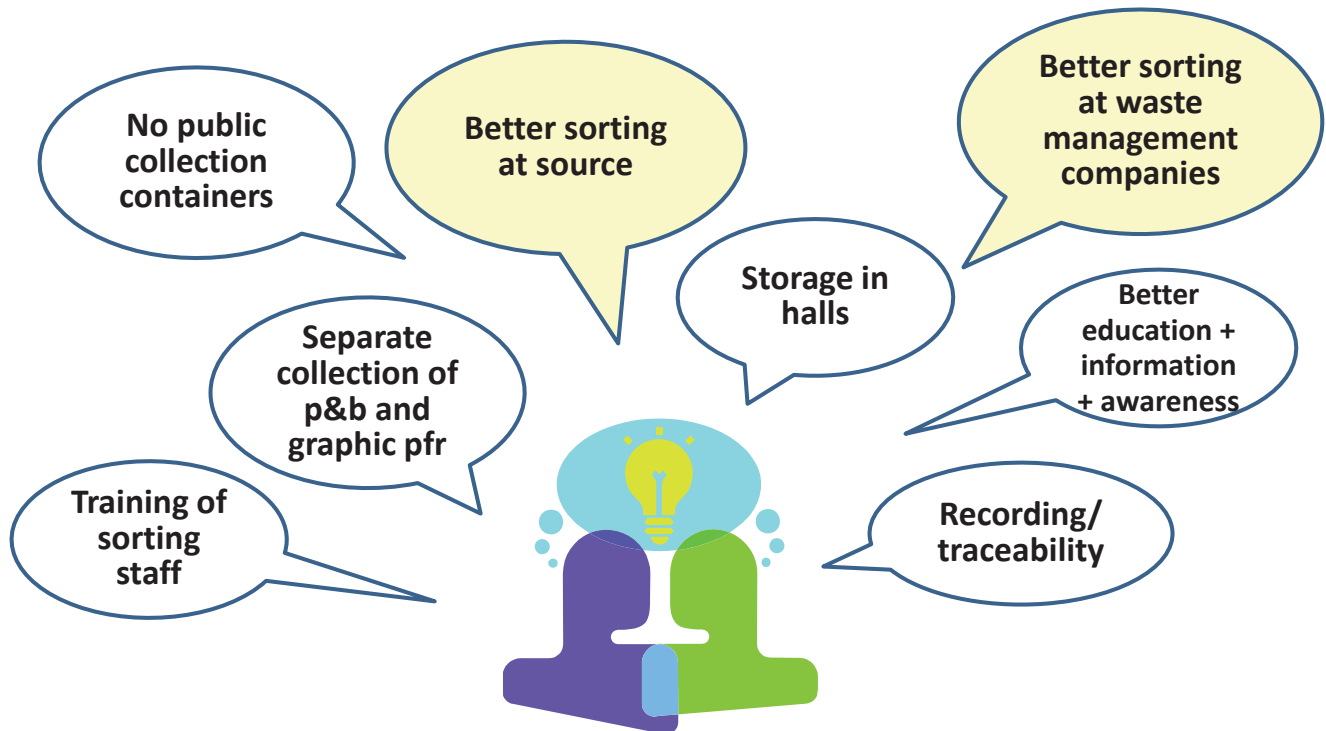 No public
collection
containers
Better sorting
at source
Better sorting
at waste
management
companies
Storage in
halls
Better
education +
information
+ awareness
Separate
collection of
p&b and
graphic pfr
Training of
sorting
staff
Recording/
traceability